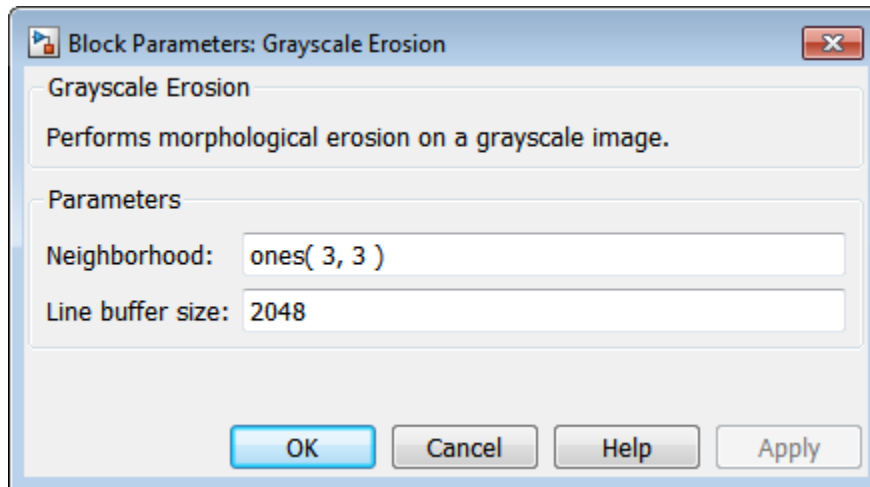 Block Parameters: Grayscale Erosion
Grayscale Erosion
Performs morphological erosion on a grayscale image.
Parameters
Neighborhood: ones( 3, 3 )
Line buffer size: 2048
OK Cancel Help Apply